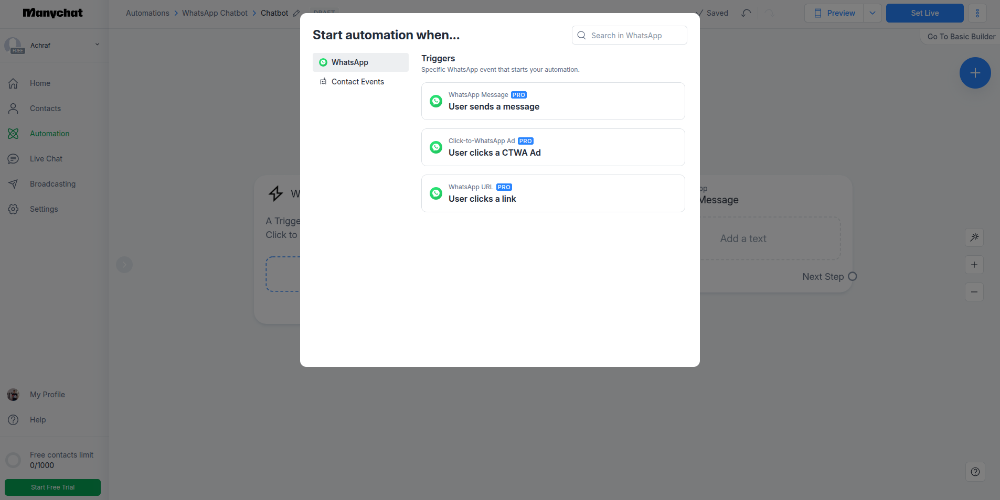 Manychat
Automations
WhatsApp Chatbot
Chatbot
DRAFT
Saved
Preview
Set Live
Go To Basic Builder
Achraf
FREE
Home
Contacts
Automation
Live Chat
Broadcasting
Settings
My Profile
Help
Free contacts limit
0/1000
Start Free Trial
Start automation when...
Search in WhatsApp
WhatsApp
Contact Events
Triggers
Specific WhatsApp event that starts your automation.
WhatsApp Message PRO
User sends a message
Click-to-WhatsApp Ad PRO
User clicks a CTWA Ad
WhatsApp URL PRO
User clicks a link
W
A Trigge
Click to
pp
Message
Add a text
Next Step